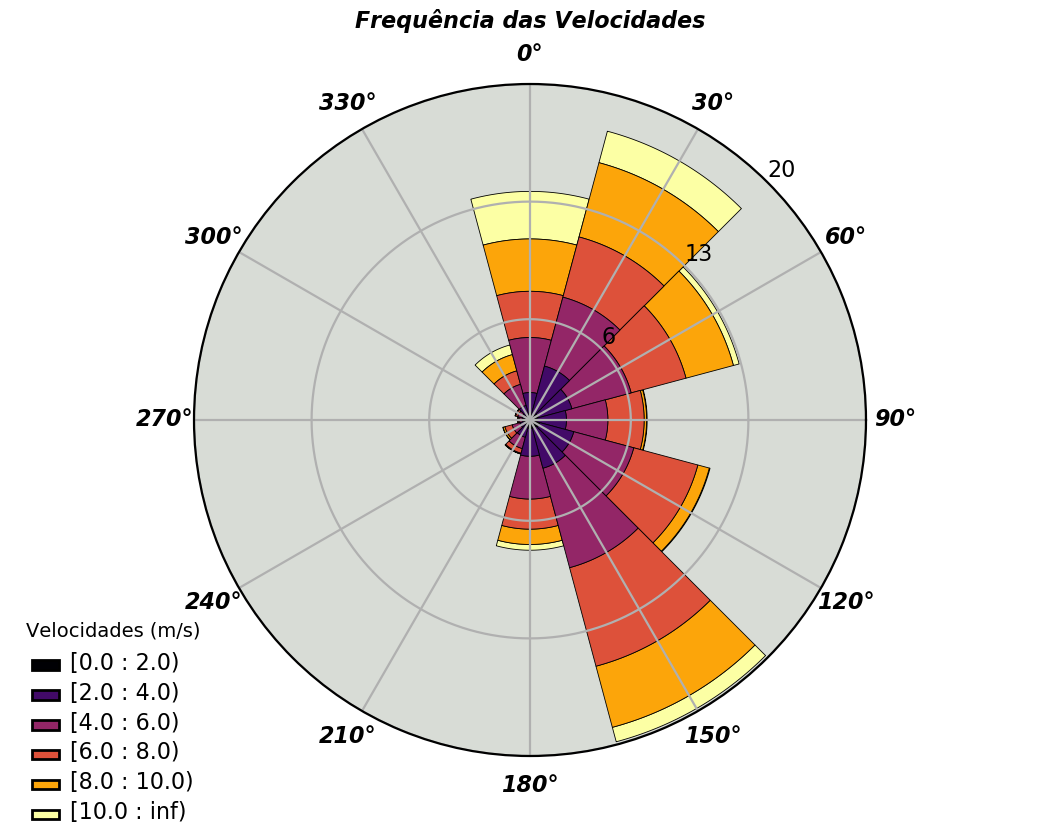 Frequência das Velocidades
0°
330°
30°
20
300°
60°
13
6
270°
90°
240°
120°
210°
150°
180°
Velocidades (m/s)
[0.0 : 2.0)
[2.0 : 4.0)
[4.0 : 6.0)
[6.0 : 8.0)
[8.0 : 10.0)
[10.0 : inf)